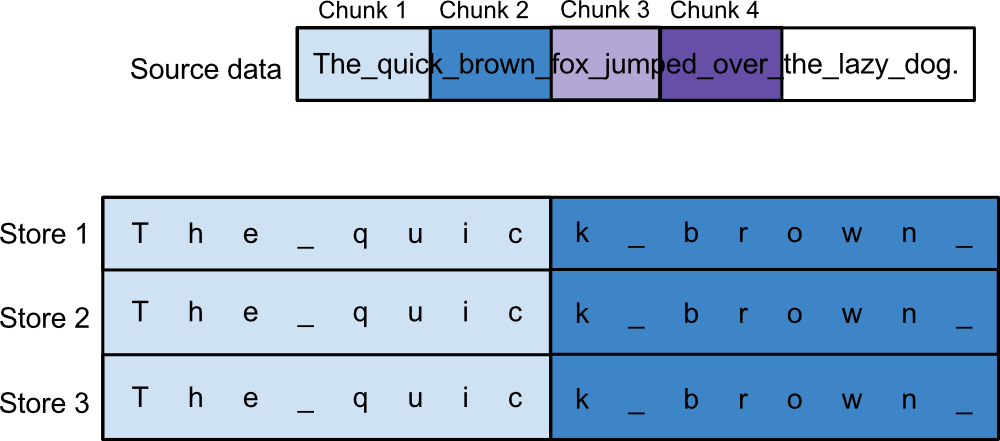 Chunk 1 Chunk 2 Chunk 3 Chunk 4
Source data The_quick_brown_fox_jumped_over_the_lazy_dog.
Store 1 T h e _ q u i c k _ b r o w n _
Store 2 T h e _ q u i c k _ b r o w n _
Store 3 T h e _ q u i c k _ b r o w n _